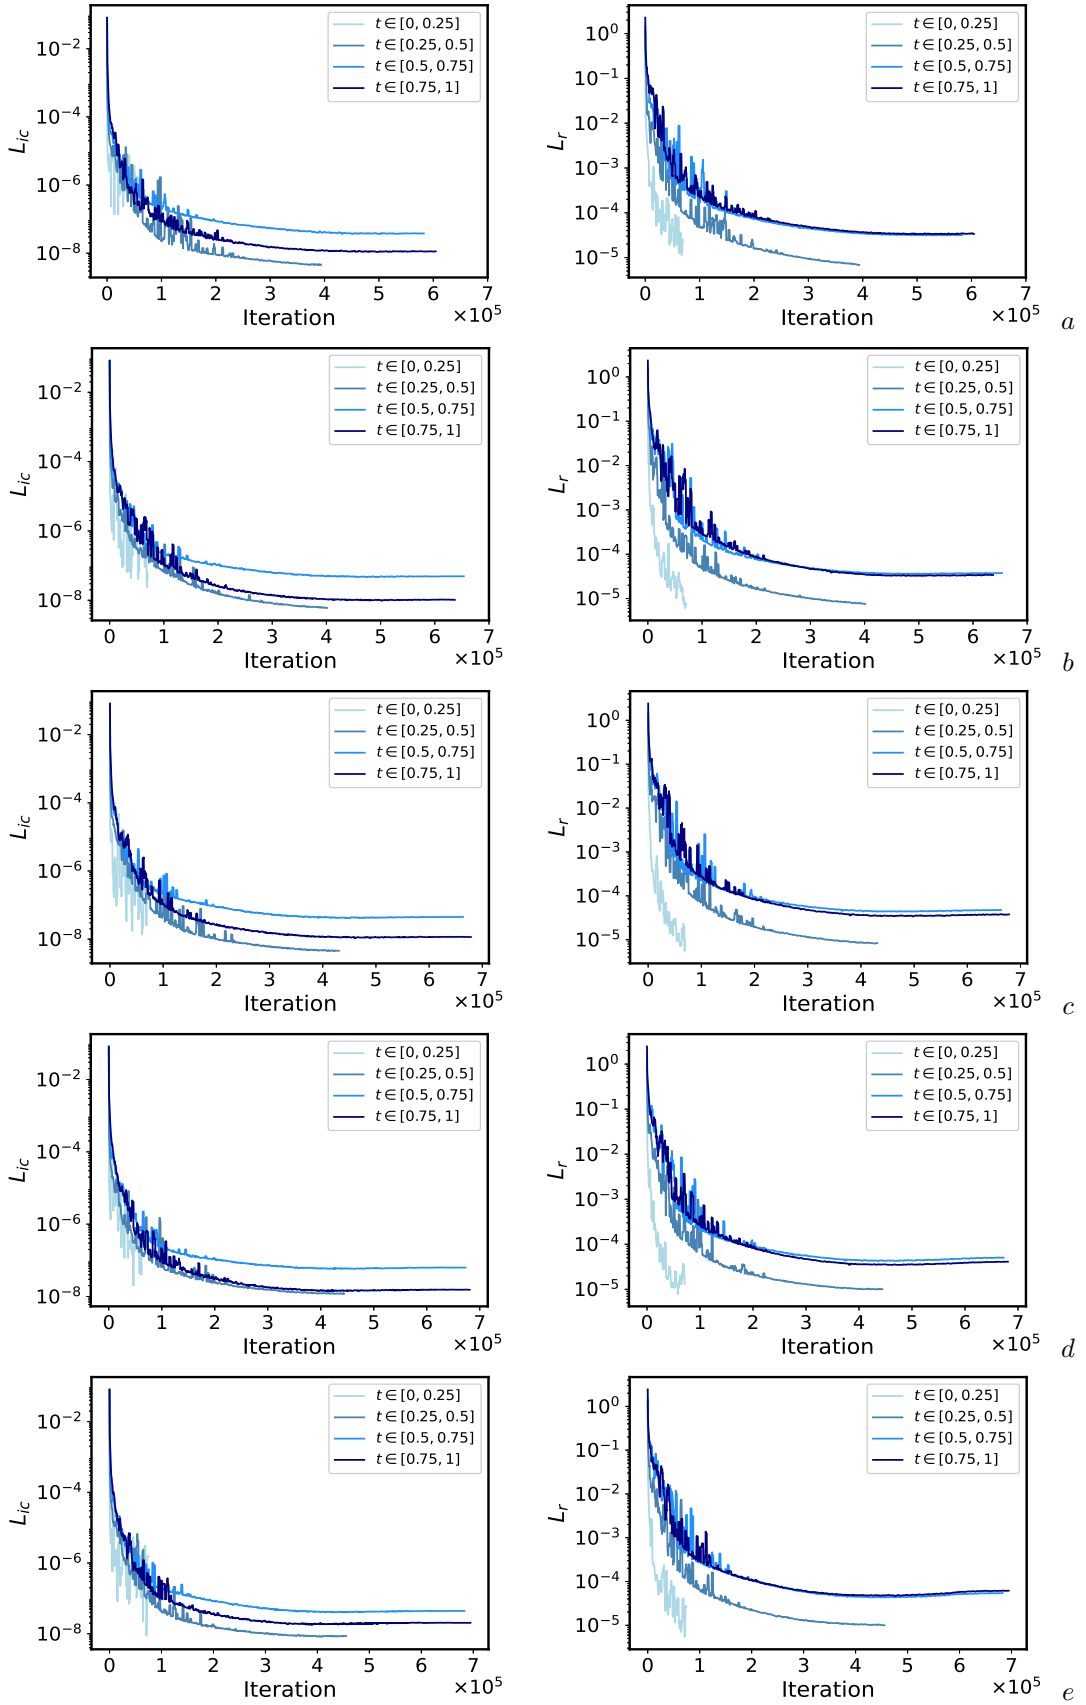 L_ic
10^−2
10^−4
10^−6
10^−8
t∈[0, 0.25]
t∈[0.25, 0.5]
t∈[0.5, 0.75]
t∈[0.75, 1]
0 1 2 3 4 5 6 7
Iteration ×10^5
L_r
10^0
10^−1
10^−2
10^−3
10^−4
10^−5
t∈[0, 0.25]
t∈[0.25, 0.5]
t∈[0.5, 0.75]
t∈[0.75, 1]
0 1 2 3 4 5 6 7
Iteration ×10^5
a
L_ic
10^−2
10^−4
10^−6
10^−8
t∈[0, 0.25]
t∈[0.25, 0.5]
t∈[0.5, 0.75]
t∈[0.75, 1]
0 1 2 3 4 5 6 7
Iteration ×10^5
L_r
10^0
10^−1
10^−2
10^−3
10^−4
10^−5
t∈[0, 0.25]
t∈[0.25, 0.5]
t∈[0.5, 0.75]
t∈[0.75, 1]
0 1 2 3 4 5 6 7
Iteration ×10^5
b
L_ic
10^−2
10^−4
10^−6
10^−8
t∈[0, 0.25]
t∈[0.25, 0.5]
t∈[0.5, 0.75]
t∈[0.75, 1]
0 1 2 3 4 5 6 7
Iteration ×10^5
L_r
10^0
10^−1
10^−2
10^−3
10^−4
10^−5
t∈[0, 0.25]
t∈[0.25, 0.5]
t∈[0.5, 0.75]
t∈[0.75, 1]
0 1 2 3 4 5 6 7
Iteration ×10^5
c
L_ic
10^−2
10^−4
10^−6
10^−8
t∈[0, 0.25]
t∈[0.25, 0.5]
t∈[0.5, 0.75]
t∈[0.75, 1]
0 1 2 3 4 5 6 7
Iteration ×10^5
L_r
10^0
10^−1
10^−2
10^−3
10^−4
10^−5
t∈[0, 0.25]
t∈[0.25, 0.5]
t∈[0.5, 0.75]
t∈[0.75, 1]
0 1 2 3 4 5 6 7
Iteration ×10^5
d
L_ic
10^−2
10^−4
10^−6
10^−8
t∈[0, 0.25]
t∈[0.25, 0.5]
t∈[0.5, 0.75]
t∈[0.75, 1]
0 1 2 3 4 5 6 7
Iteration ×10^5
L_r
10^0
10^−1
10^−2
10^−3
10^−4
10^−5
t∈[0, 0.25]
t∈[0.25, 0.5]
t∈[0.5, 0.75]
t∈[0.75, 1]
0 1 2 3 4 5 6 7
Iteration ×10^5
e